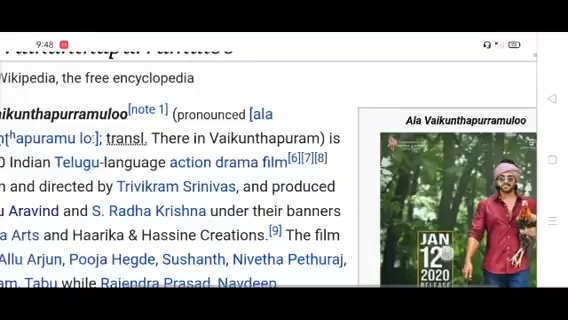 9:48
Wikipedia, the free encyclopedia
aikunthapurramuloo[note 1] (pronounced [ala
ʰapuramu loː]; transl. There in Vaikunthapuram) is
0 Indian Telugu-language action drama film[6][7][8]
n and directed by Trivikram Srinivas, and produced
u Aravind and S. Radha Krishna under their banners
a Arts and Haarika & Hassine Creations.[9] The film
Allu Arjun, Pooja Hegde, Sushanth, Nivetha Pethuraj,
am, Tabu while Rajendra Prasad, Navdeep,
Ala Vaikunthapurramuloo
JAN
12
2020
RELEASE